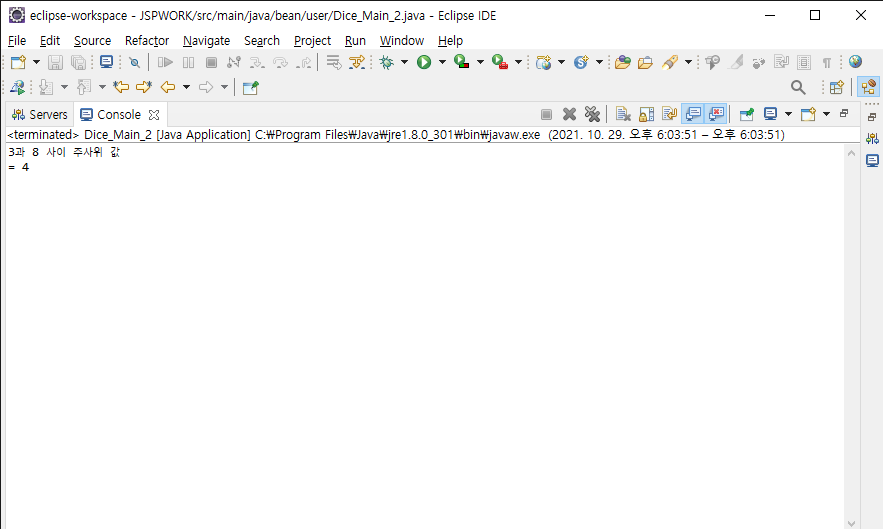 eclipse-workspace - JSPWORK/src/main/java/bean/user/Dice_Main_2.java - Eclipse IDE
File Edit Source Refactor Navigate Search Project Run Window Help
Servers Console
<terminated> Dice_Main_2 [Java Application] C:₩Program Files₩Java₩jre1.8.0_301₩bin₩javaw.exe (2021. 10. 29. 오후 6:03:51 – 오후 6:03:51)
3과 8 사이 주사위 값
= 4